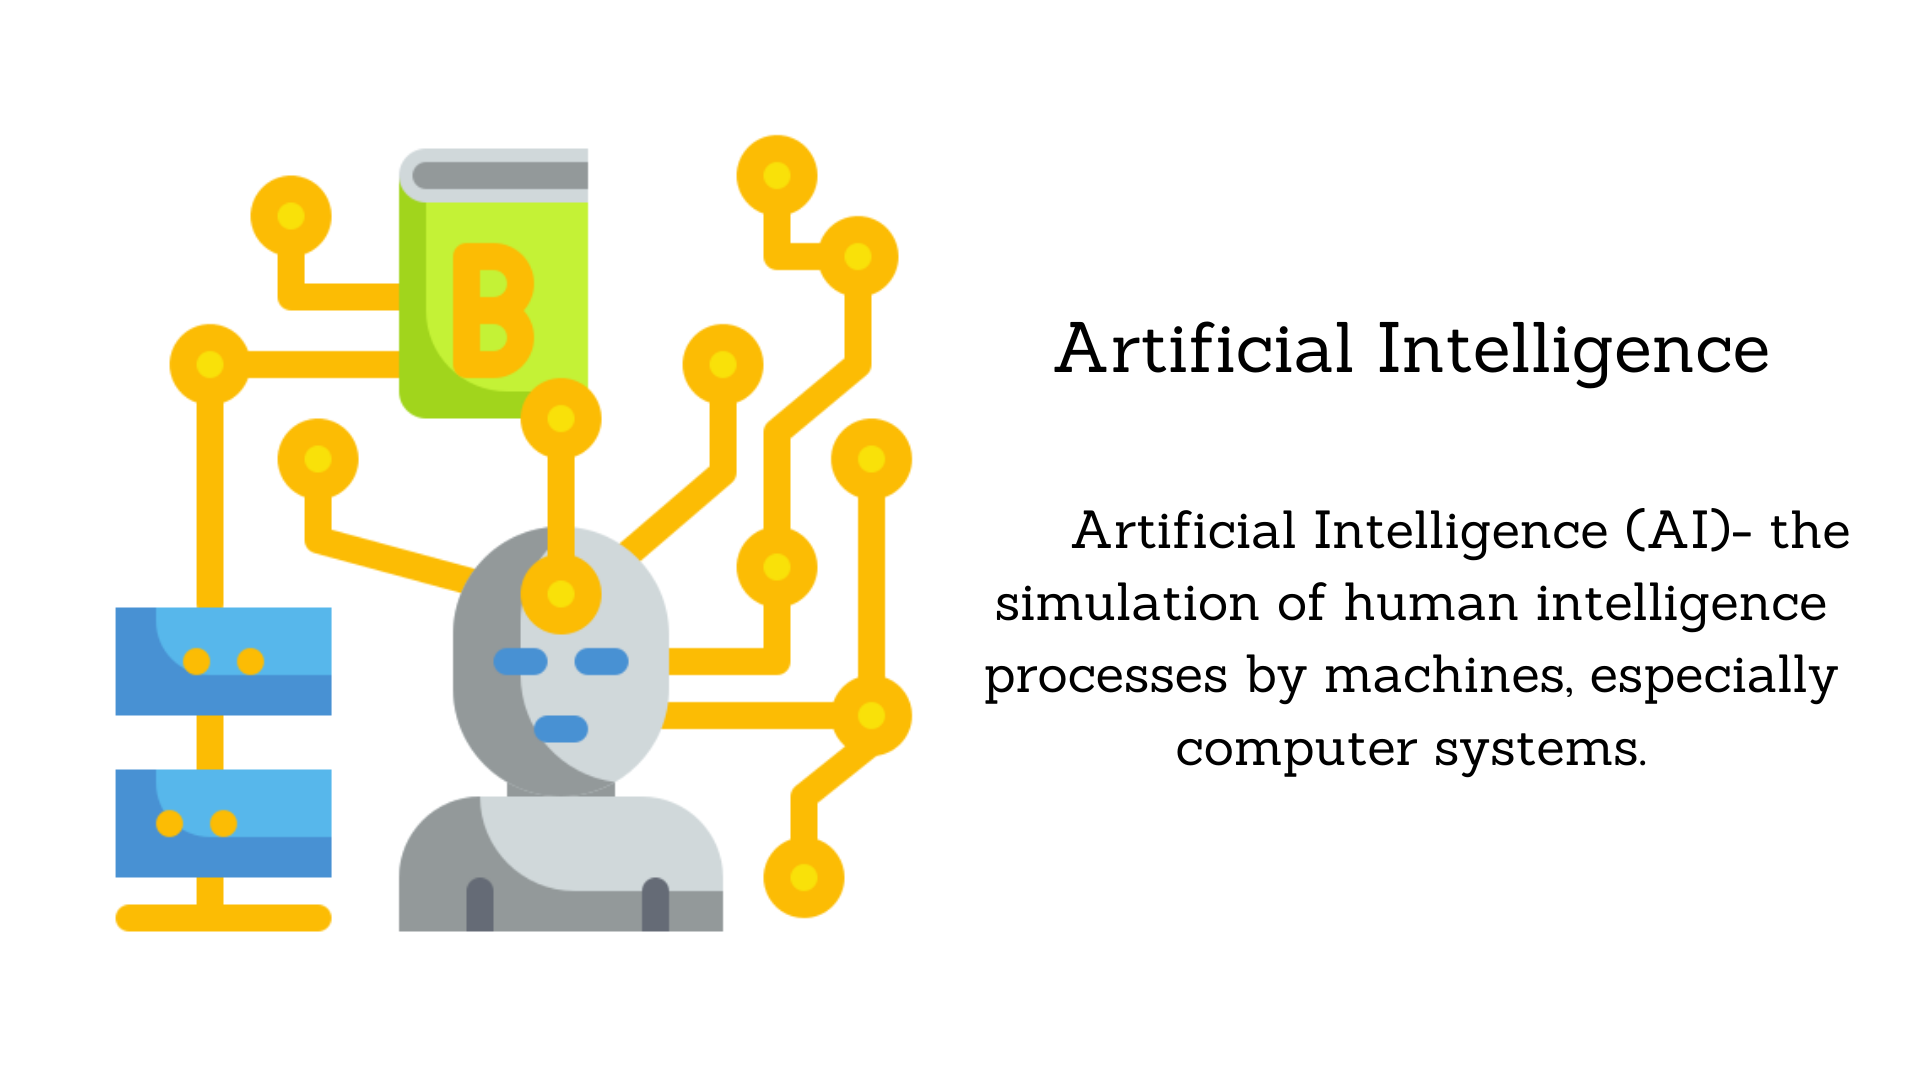 B
Artificial Intelligence
Artificial Intelligence (AI)- the
simulation of human intelligence
processes by machines, especially
computer systems.